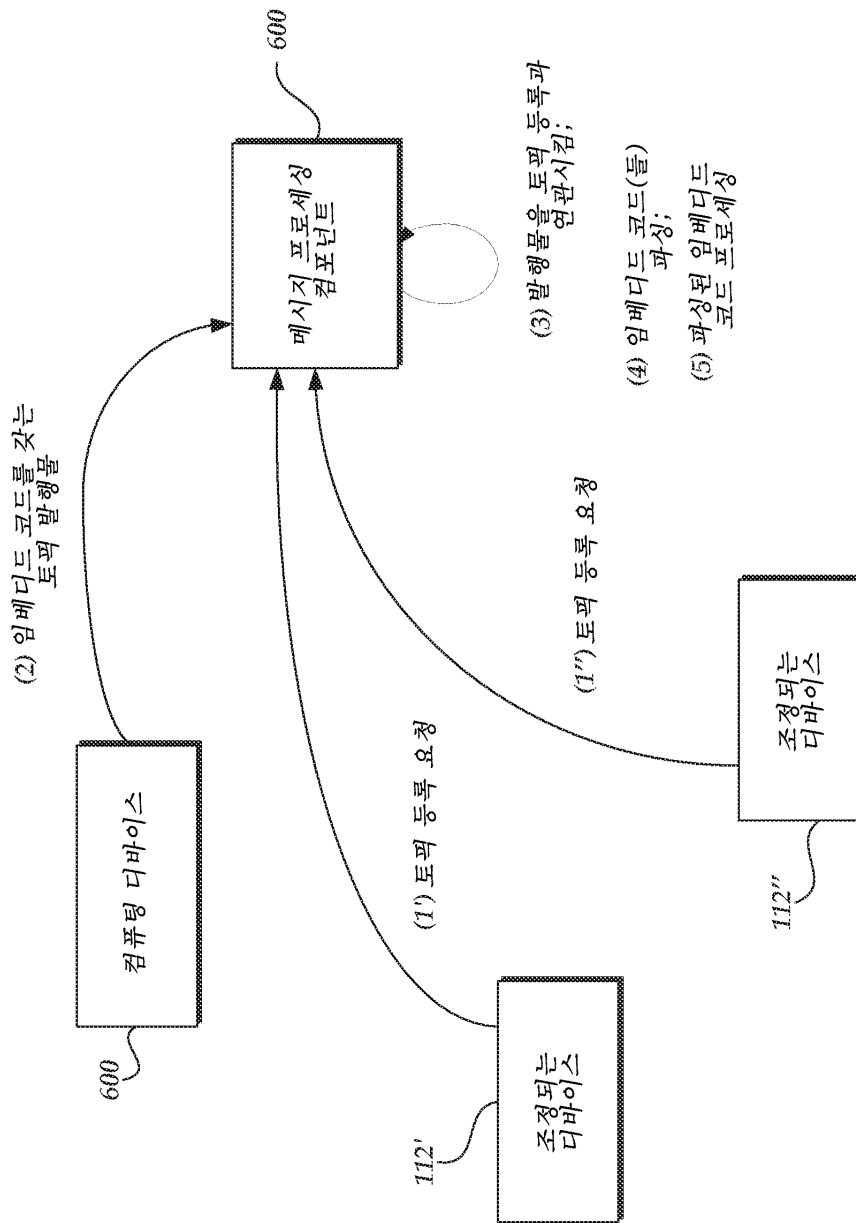 (2) 임베디드 코드를 갖는
토픽 발행물
컴퓨팅 디바이스
600
메시지 프로세싱
컴포넌트
600
(3) 발행물을 토픽 등록과
연관시킴;
(4) 임베디드 코드(들)
파싱;
(5) 파싱된 임베디드
코드 프로세싱
(1') 토픽 등록 요청
(1'') 토픽 등록 요청
조정되는
디바이스
112'
조정되는
디바이스
112''